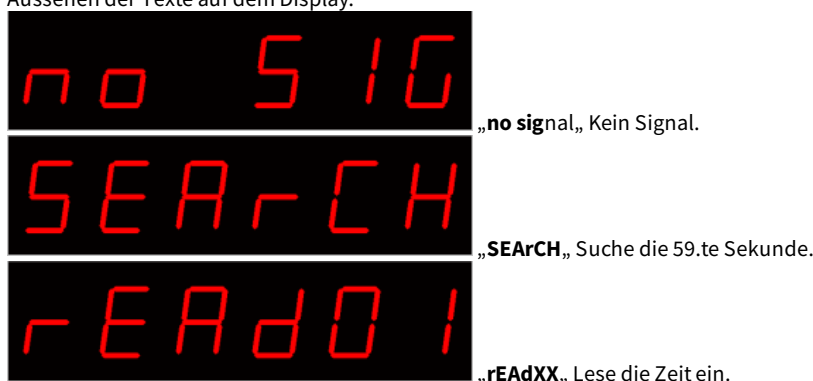 Aussehen der Texte auf dem Display:
no SIG
„no signal„ Kein Signal.
SEArCH
„SEArCH„ Suche die 59.te Sekunde.
rEAd01
„rEAdXX„ Lese die Zeit ein.